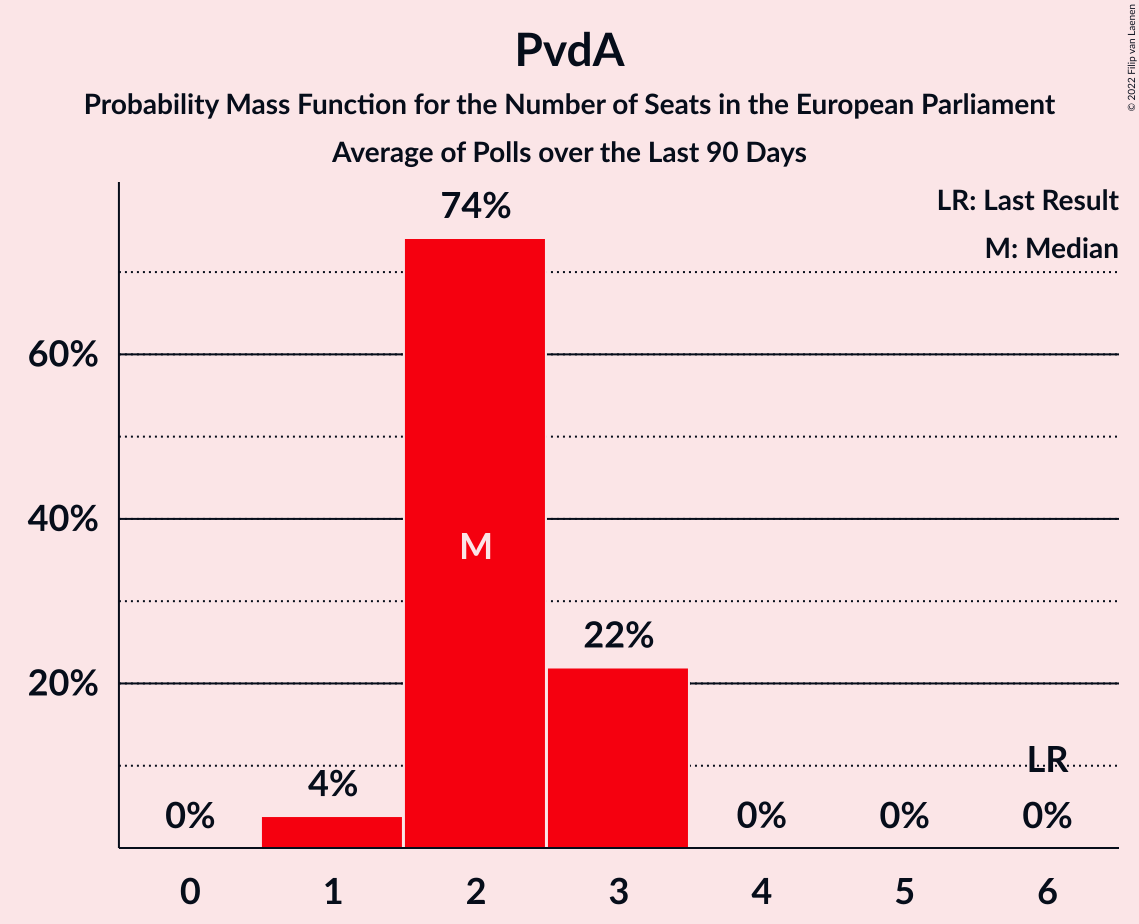 PvdA
Probability Mass Function for the Number of Seats in the European Parliament
Average of Polls over the Last 90 Days
© 2022 Filip van Laenen
LR: Last Result
M: Median
74%
60%
40%
M
22%
20%
LR
4%
0%
0%
0%
0%
0 1 2 3 4 5 6